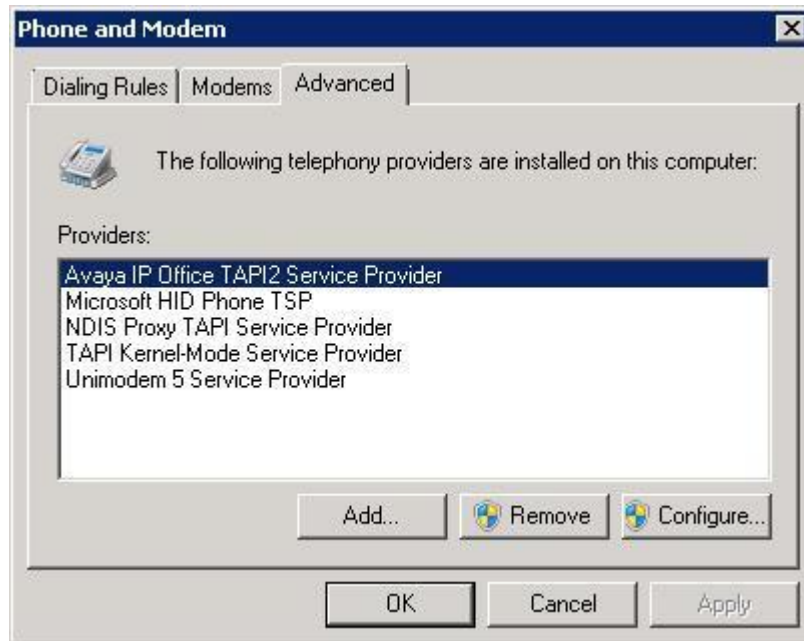 Phone and Modem
Dialing Rules Modems Advanced
The following telephony providers are installed on this computer:
Providers:
Avaya IP Office TAPI2 Service Provider
Microsoft HID Phone TSP
NDIS Proxy TAPI Service Provider
TAPI Kernel-Mode Service Provider
Unimodem 5 Service Provider
Add... Remove Configure...
OK Cancel Apply